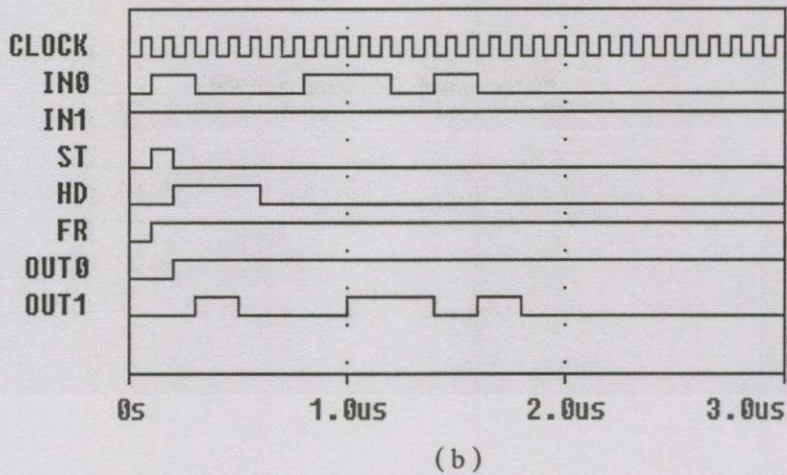 CLOCK
IN0
IN1
ST
HD
FR
OUT0
OUT1
0s 1.0us 2.0us 3.0us
(b)